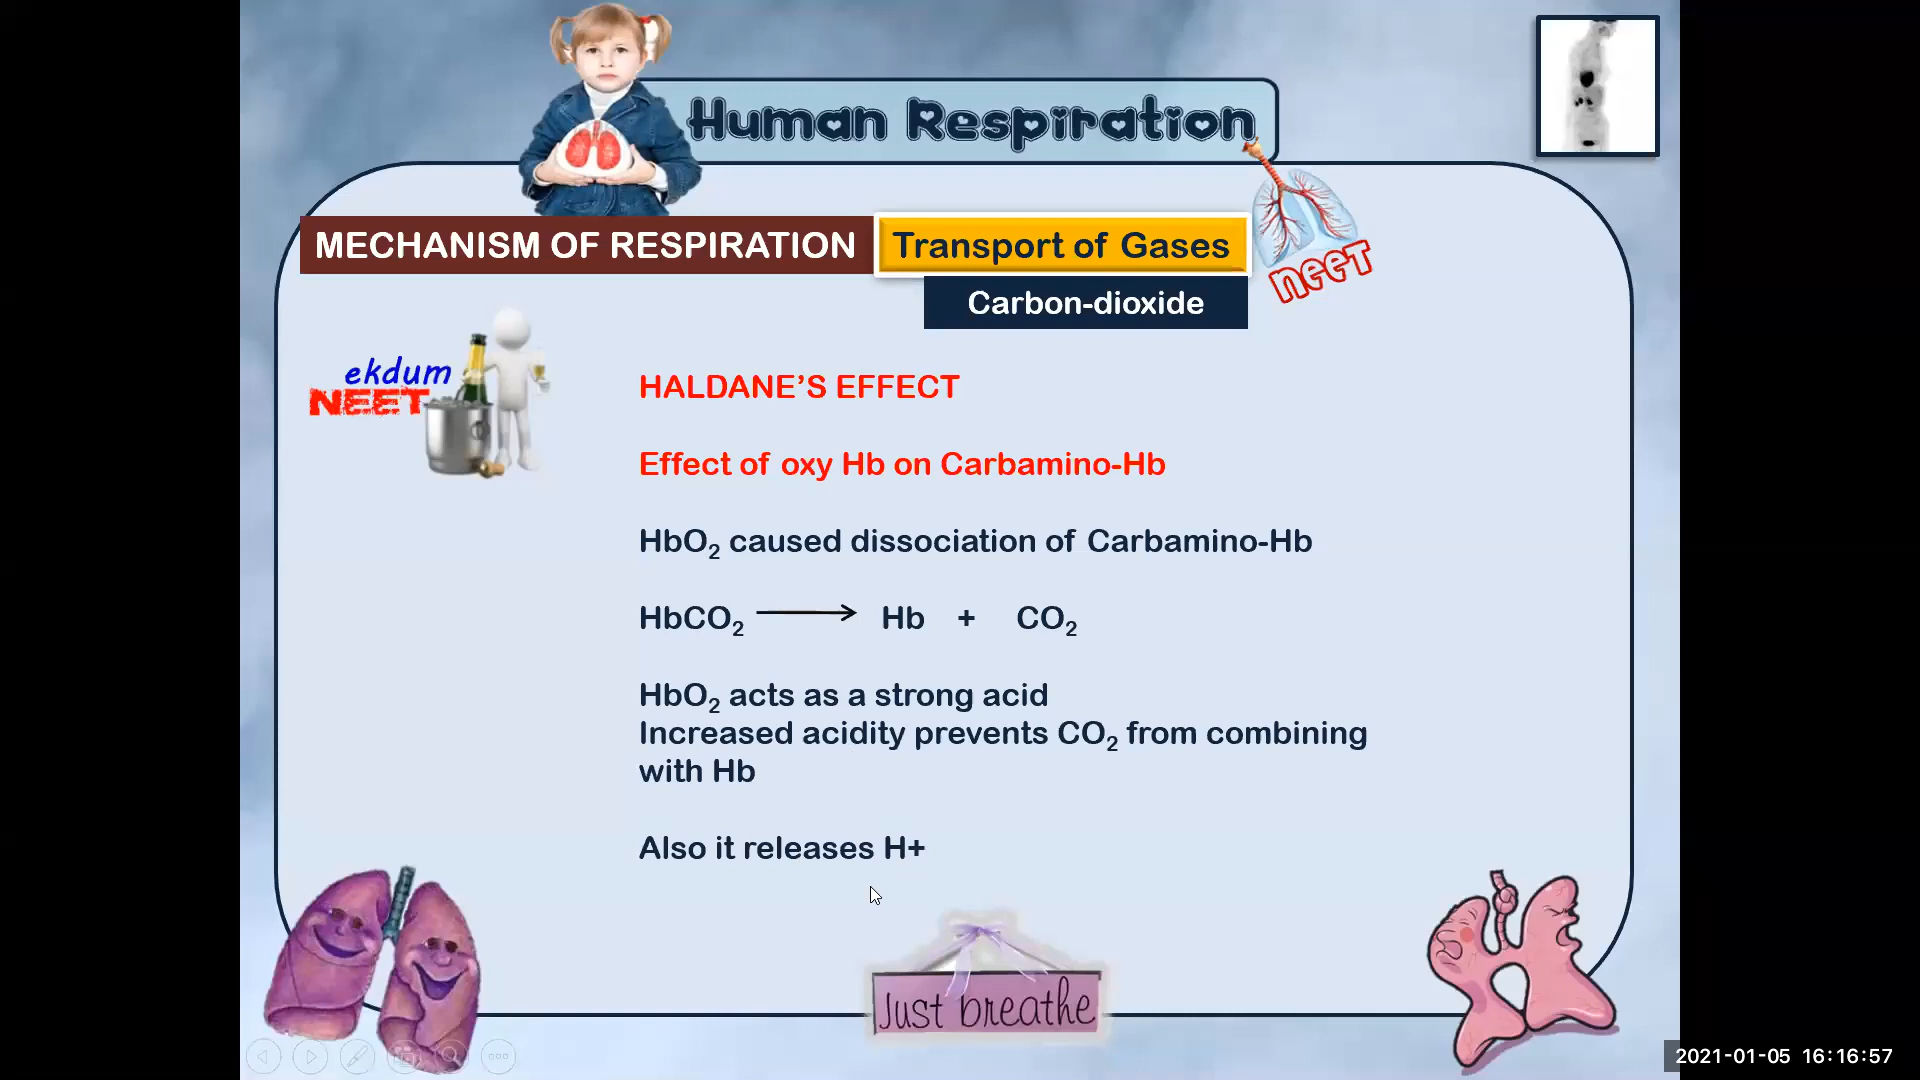 Human Respiration
MECHANISM OF RESPIRATION
Transport of Gases
NEET
Carbon-dioxide
ekdum
NEET
HALDANE’S EFFECT
Effect of oxy Hb on Carbamino-Hb
HbO₂ caused dissociation of Carbamino-Hb
HbCO₂ ⟶ Hb + CO₂
HbO₂ acts as a strong acid
Increased acidity prevents CO₂ from combining
with Hb
Also it releases H+
Just breathe
2021-01-05 16:16:57